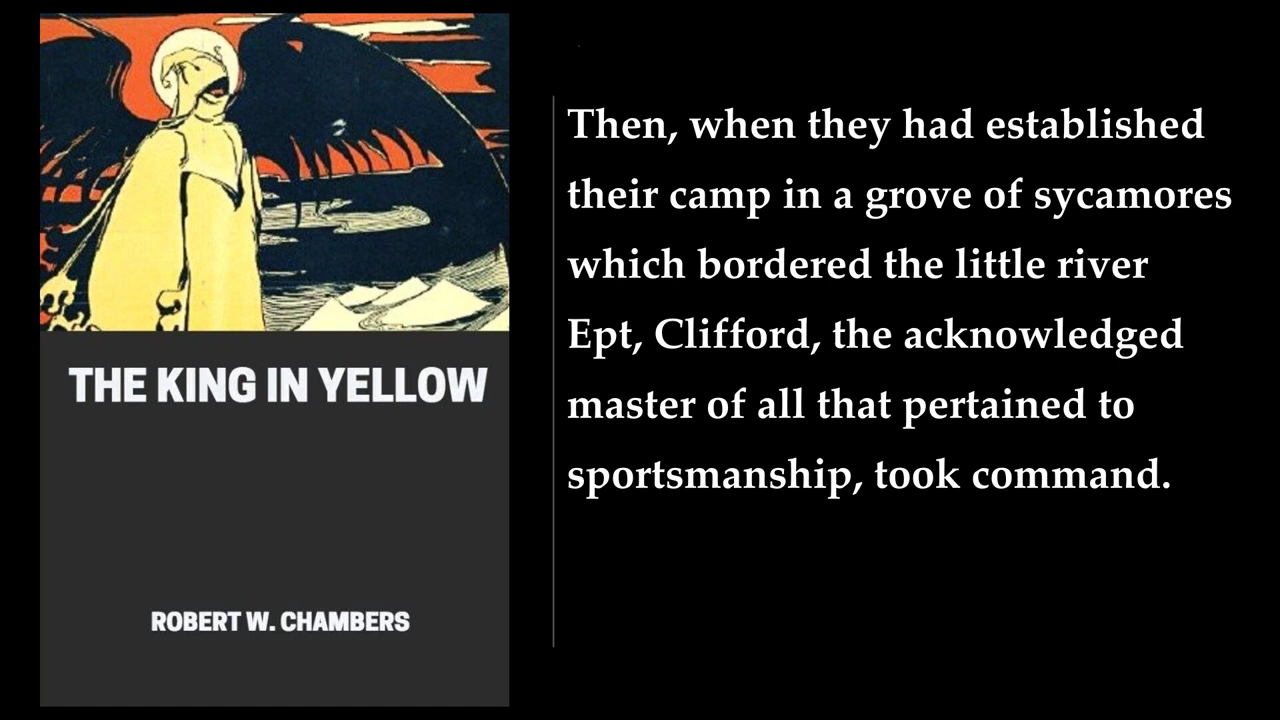 THE KING IN YELLOW
ROBERT W. CHAMBERS
Then, when they had established
their camp in a grove of sycamores
which bordered the little river
Ept, Clifford, the acknowledged
master of all that pertained to
sportsmanship, took command.